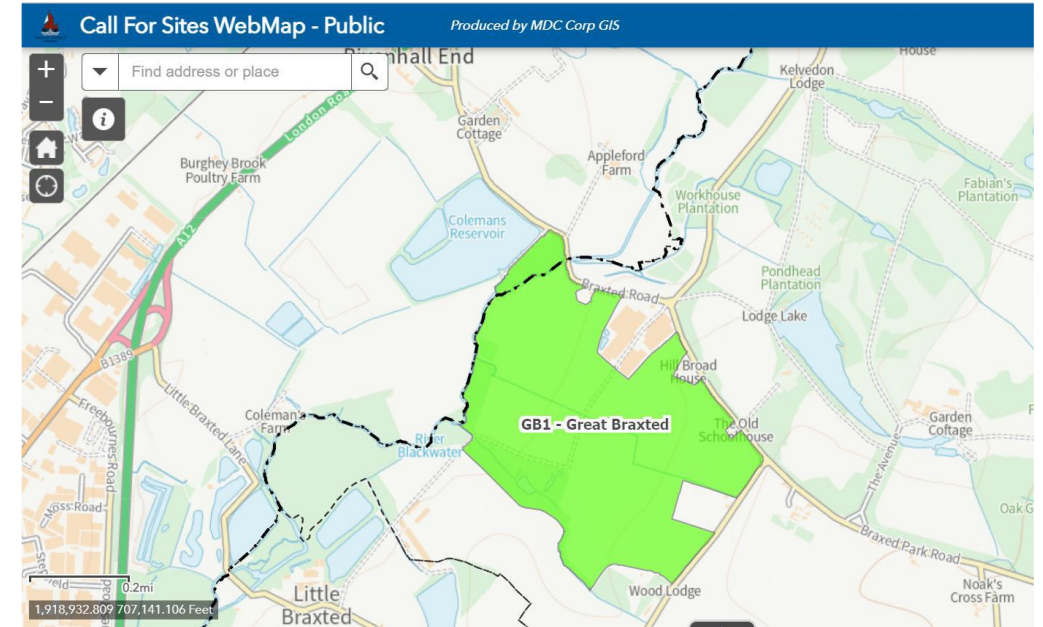 Call For Sites WebMap - Public
Produced by MDC Corp GIS
Find address or place
House
Kelvedon
Lodge
London Road
Garden
Cottage
Burghey Brook
Poultry Farm
Appleford
Farm
Fabian's
Plantation
Workhouse
Plantation
Colemans
Reservoir
A12
Pondhead
Plantation
Braxted Road
Lodge Lake
B1389
Hill Broad
House
Little Braxted Lane
Freebournes Road
Coleman's
Farm
GB1 - Great Braxted
The Old
Schoolhouse
Garden
Cottage
River
Blackwater
The Avenue
Moss Road
Oak
Braxted Park Road
0.2mi
1,918,932.809 707,141.106 Feet
Little
Braxted
Wood Lodge
Noak's
Cross Farm